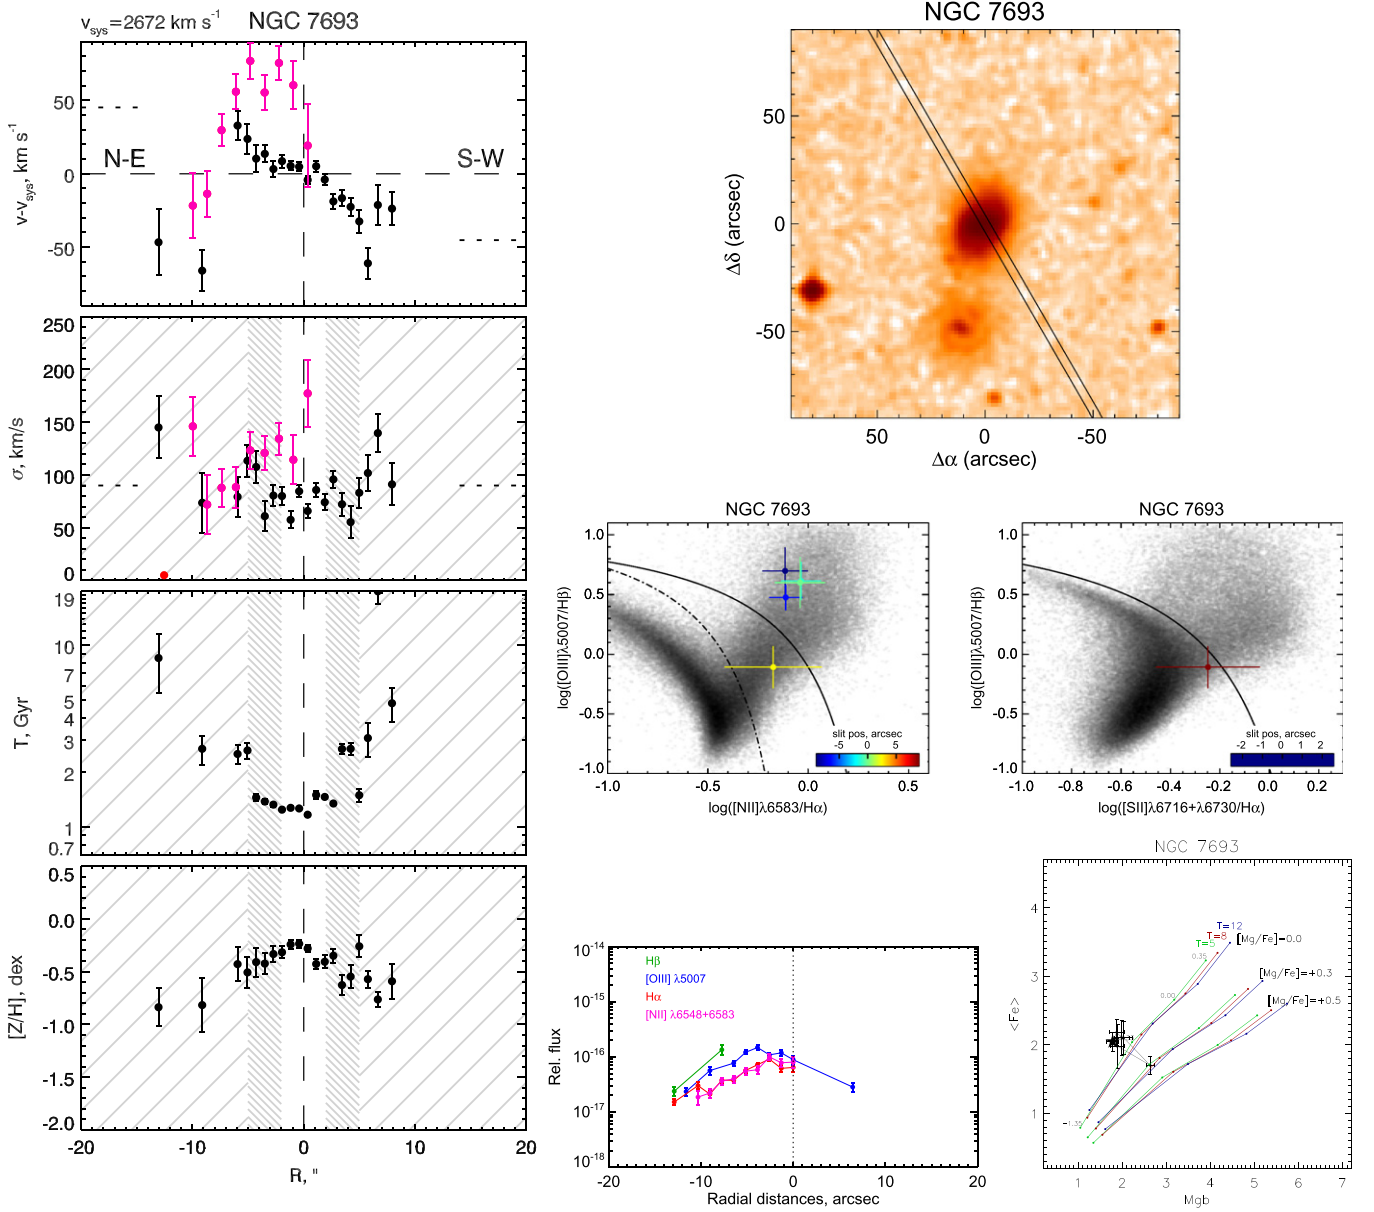 v_sys=2672 km s⁻¹ NGC 7693
50
0
-50
v-v_sys, km s⁻¹
N-E
S-W
250
200
150
100
50
0
σ, km/s
19
10
7
5
4
3
2
1
0.7
T, Gyr
0.5
0.0
-0.5
-1.0
-1.5
-2.0
[Z/H], dex
-20 -10 0 10 20
R, "
NGC 7693
50
0
-50
Δδ (arcsec)
50 0 -50
Δα (arcsec)
NGC 7693
1.0
0.5
0.0
-0.5
-1.0
log([OIII]λ5007/Hβ)
slit pos, arcsec
-5 0 5
-1.0 -0.5 0.0 0.5
log([NII]λ6583/Hα)
NGC 7693
1.0
0.5
0.0
-0.5
-1.0
log([OIII]λ5007/Hβ)
slit pos, arcsec
-2 -1 0 1 2
-1.0 -0.8 -0.6 -0.4 -0.2 0.0 0.2
log([SII]λ6716+λ6730/Hα)
10⁻¹⁴
10⁻¹⁵
10⁻¹⁶
10⁻¹⁷
10⁻¹⁸
Rel. flux
Hβ
[OIII] λ5007
Hα
[NII] λ6548+6583
-20 -10 0 10 20
Radial distances, arcsec
NGC 7693
4
3
2
1
<Fe>
T=12
T=8
T=5
[Mg/Fe]=0.0
0.35
[Mg/Fe]=+0.3
0.00
[Mg/Fe]=+0.5
-1.35
1 2 3 4 5 6 7
Mgb